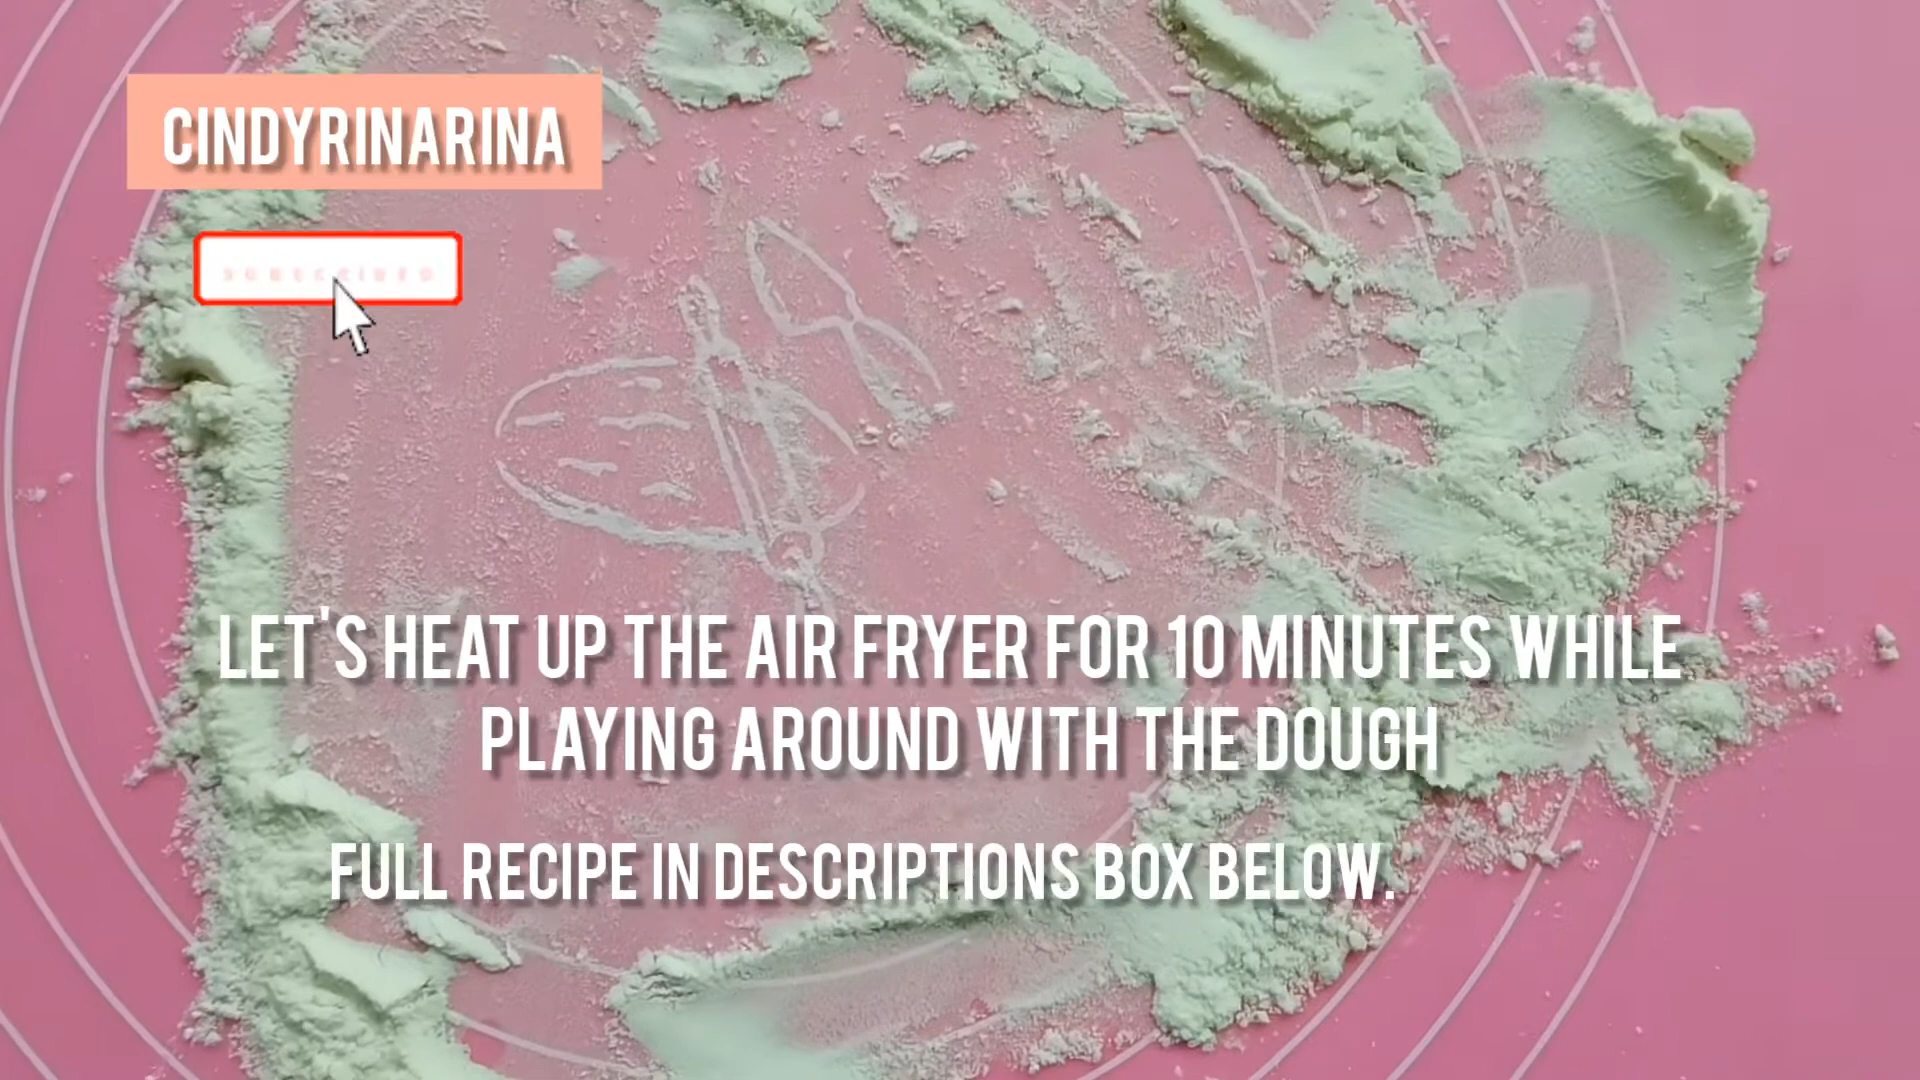 CINDYRINARINA
SUBSCRIBED
LET'S HEAT UP THE AIR FRYER FOR 10 MINUTES WHILE
PLAYING AROUND WITH THE DOUGH
FULL RECIPE IN DESCRIPTIONS BOX BELOW.